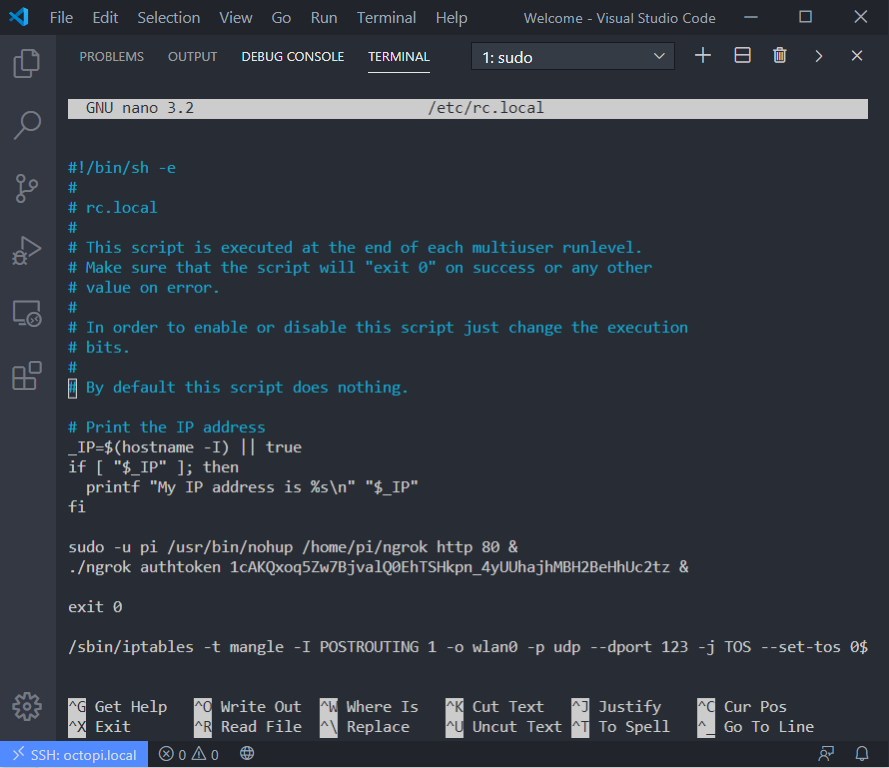 File Edit Selection View Go Run Terminal Help Welcome - Visual Studio Code
PROBLEMS OUTPUT DEBUG CONSOLE TERMINAL 1: sudo
GNU nano 3.2 /etc/rc.local
#!/bin/sh -e
#
# rc.local
#
# This script is executed at the end of each multiuser runlevel.
# Make sure that the script will "exit 0" on success or any other
# value on error.
#
# In order to enable or disable this script just change the execution
# bits.
#
# By default this script does nothing.
# Print the IP address
_IP=$(hostname -I) || true
if [ "$_IP" ]; then
printf "My IP address is %s\n" "$_IP"
fi
sudo -u pi /usr/bin/nohup /home/pi/ngrok http 80 &
./ngrok authtoken 1cAKQxoq5Zw7BjvalQ0EhTSHkpn_4yUUhajhMBH2BeHhUc2tz &
exit 0
/sbin/iptables -t mangle -I POSTROUTING 1 -o wlan0 -p udp --dport 123 -j TOS --set-tos 0$
^G Get Help ^O Write Out ^W Where Is ^K Cut Text ^J Justify ^C Cur Pos
^X Exit ^R Read File ^\ Replace ^U Uncut Text ^T To Spell ^_ Go To Line
SSH: octopi.local 0 0